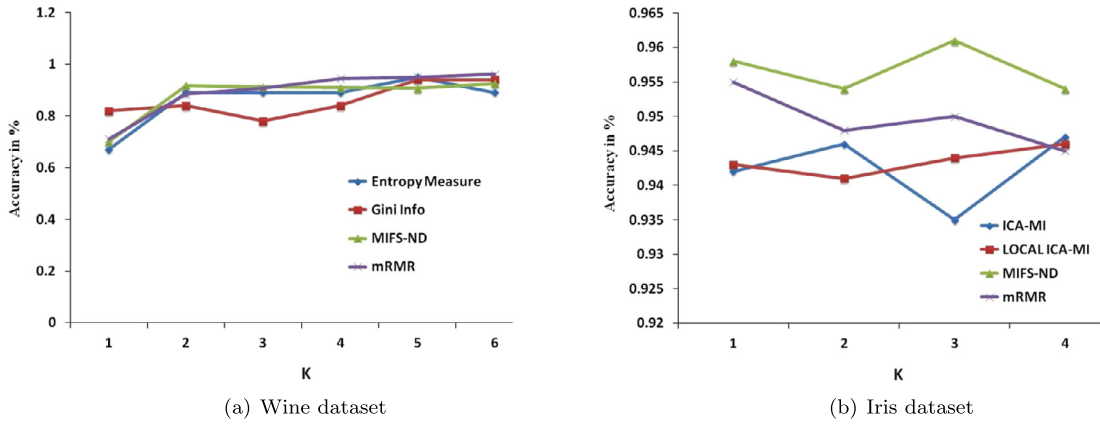 1.2
1
0.8
0.6
0.4
0.2
0
Accuracy in %
1 2 3 4 5 6
K
Entropy Measure
Gini Info
MIFS-ND
mRMR
(a) Wine dataset
0.965
0.96
0.955
0.95
0.945
0.94
0.935
0.93
0.925
0.92
Accuracy in %
1 2 3 4
K
ICA-MI
LOCAL ICA-MI
MIFS-ND
mRMR
(b) Iris dataset